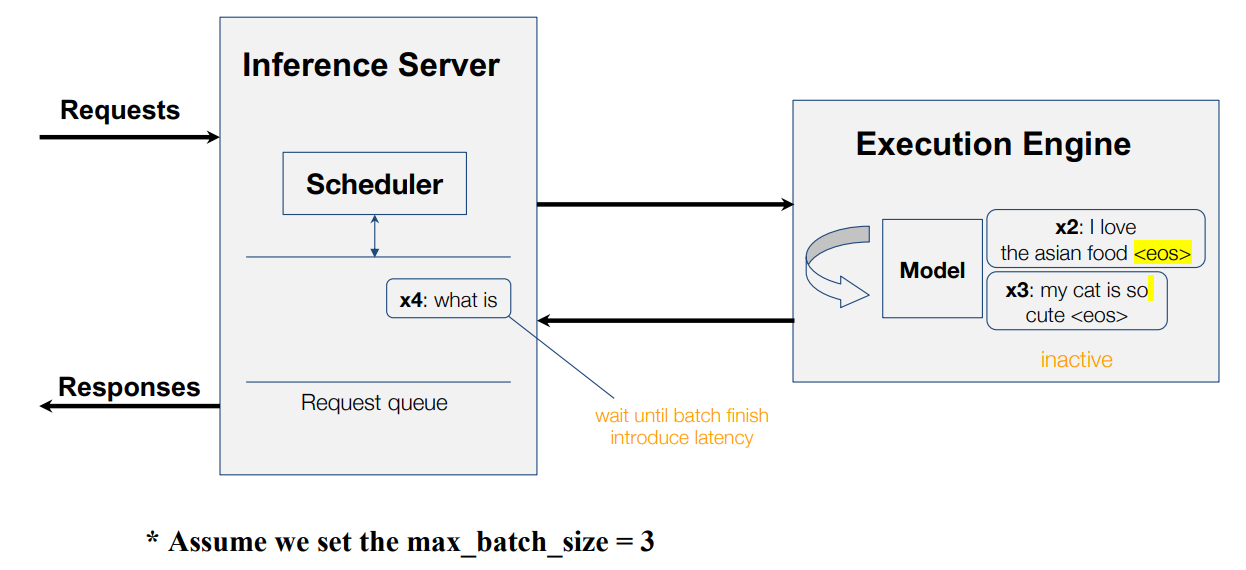 Inference Server
Requests
Scheduler
x4: what is
Request queue
Responses
wait until batch finish
introduce latency
Execution Engine
Model
x2: I love
the asian food <eos>
x3: my cat is so
cute <eos>
inactive
* Assume we set the max_batch_size = 3